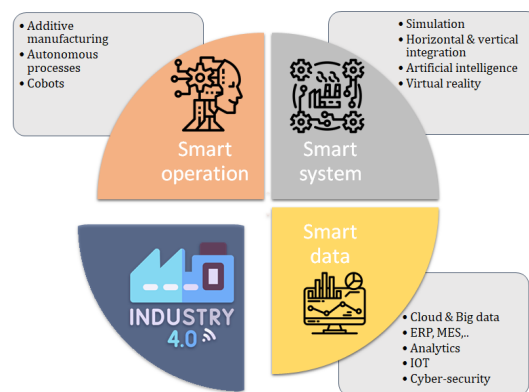 • Additive
manufacturing
• Autonomous
processes
• Cobots
• Simulation
• Horizontal & vertical
integration
• Artificial intelligence
• Virtual reality
Smart
operation
Smart
system
INDUSTRY
4.0
Smart
data
• Cloud & Big data
• ERP, MES,..
• Analytics
• IOT
• Cyber-security